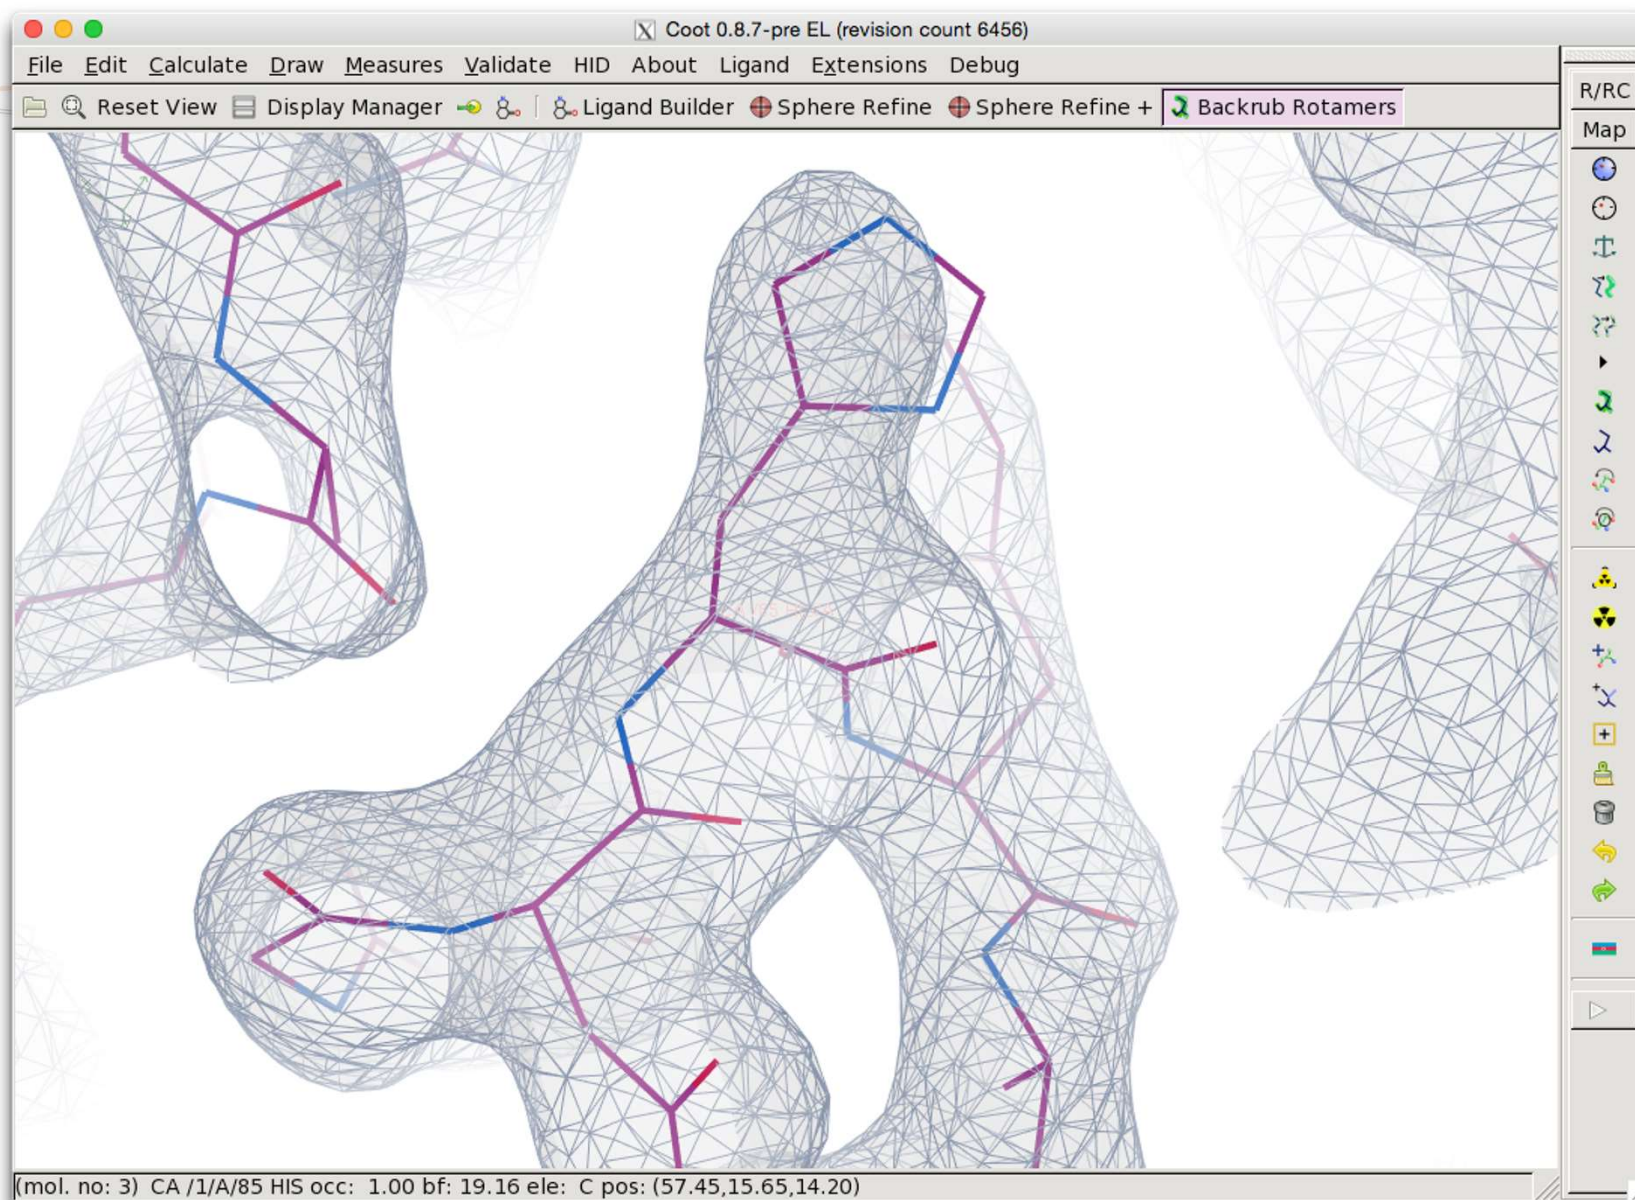 Coot 0.8.7-pre EL (revision count 6456)
File Edit Calculate Draw Measures Validate HID About Ligand Extensions Debug
R/RC
Reset View Display Manager Ligand Builder Sphere Refine Sphere Refine + Backrub Rotamers
Map
(mol. no: 3) CA /1/A/85 HIS occ: 1.00 bf: 19.16 ele: C pos: (57.45,15.65,14.20)